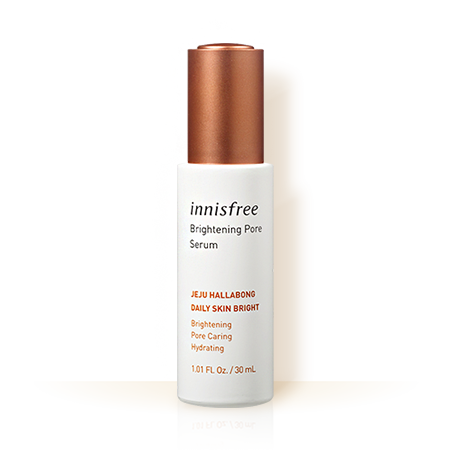 innisfree
Brightening Pore
Serum
JEJU HALLABONG
DAILY SKIN BRIGHT
Brightening
Pore Caring
Hydrating
1.01 FL Oz. / 30 mL